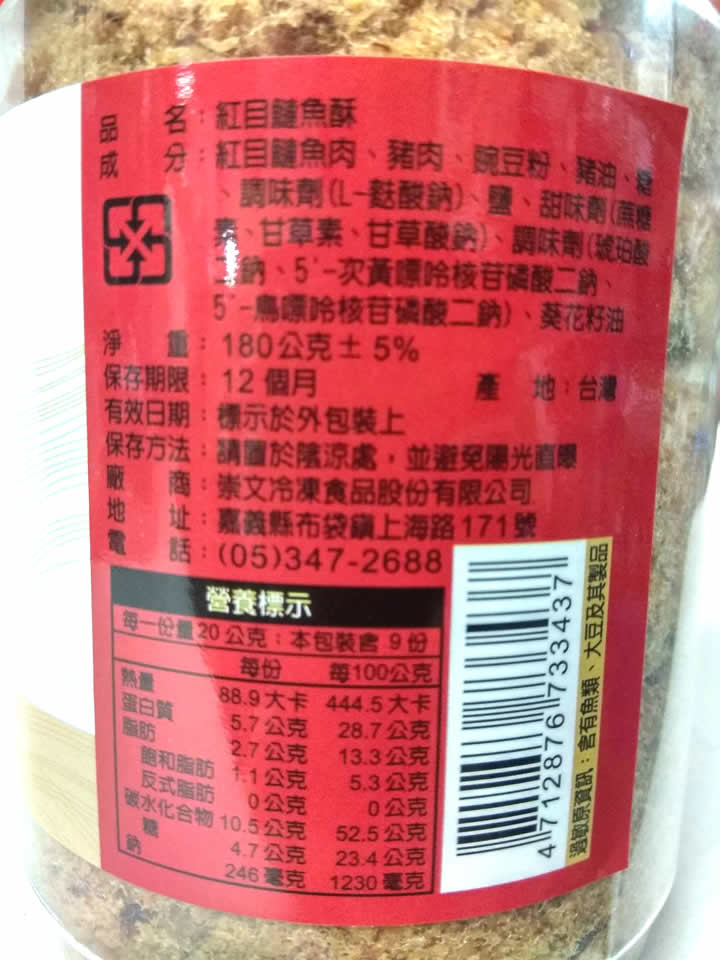 品 名：紅目鰱魚酥
成 分：紅目鰱魚肉、豬肉、豌豆粉、豬油、糖
、調味劑(L-麩酸鈉)、鹽、甜味劑(蔗糖
素、甘草素、甘草酸鈉)、調味劑(琥珀酸
二鈉、5'-次黃嘌呤核苷磷酸二鈉、
5'-鳥嘌呤核苷磷酸二鈉)、葵花籽油
淨 重：180公克±5%
保存期限：12個月 產 地：台灣
有效日期：標示於外包裝上
保存方法：請置於陰涼處，並避免陽光直曝
廠 商：崇文冷凍食品股份有限公司
地 址：嘉義縣布袋鎮上海路171號
電 話：(05)347-2688
營養標示
每一份量20公克：本包裝含9份
每份 每100公克
熱量 88.9大卡 444.5大卡
蛋白質 5.7公克 28.7公克
脂肪 2.7公克 13.3公克
飽和脂肪 1.1公克 5.3公克
反式脂肪 0公克 0公克
碳水化合物 10.5公克 52.5公克
糖 4.7公克 23.4公克
鈉 246毫克 1230毫克
4 712876 733437
過敏原資訊：含有魚類、大豆及其製品